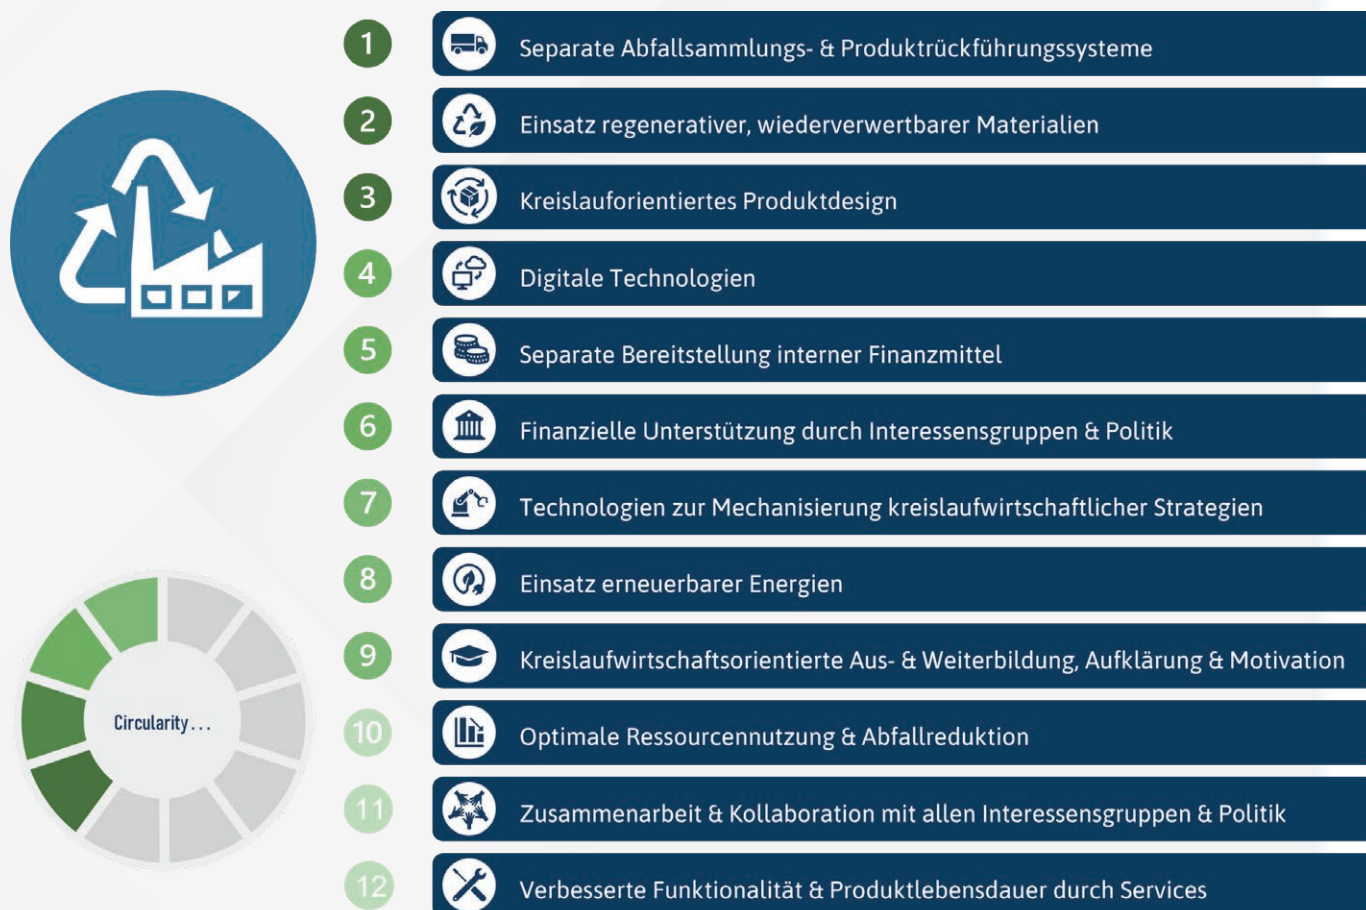 1 Separate Abfallsammlungs- & Produktrückführungssysteme
2 Einsatz regenerativer, wiederverwertbarer Materialien
3 Kreislauforientiertes Produktdesign
4 Digitale Technologien
5 Separate Bereitstellung interner Finanzmittel
6 Finanzielle Unterstützung durch Interessensgruppen & Politik
7 Technologien zur Mechanisierung kreislaufwirtschaftlicher Strategien
8 Einsatz erneuerbarer Energien
9 Kreislaufwirtschaftsorientierte Aus- & Weiterbildung, Aufklärung & Motivation
Circularity...
10 Optimale Ressourcennutzung & Abfallreduktion
11 Zusammenarbeit & Kollaboration mit allen Interessensgruppen & Politik
12 Verbesserte Funktionalität & Produktlebensdauer durch Services